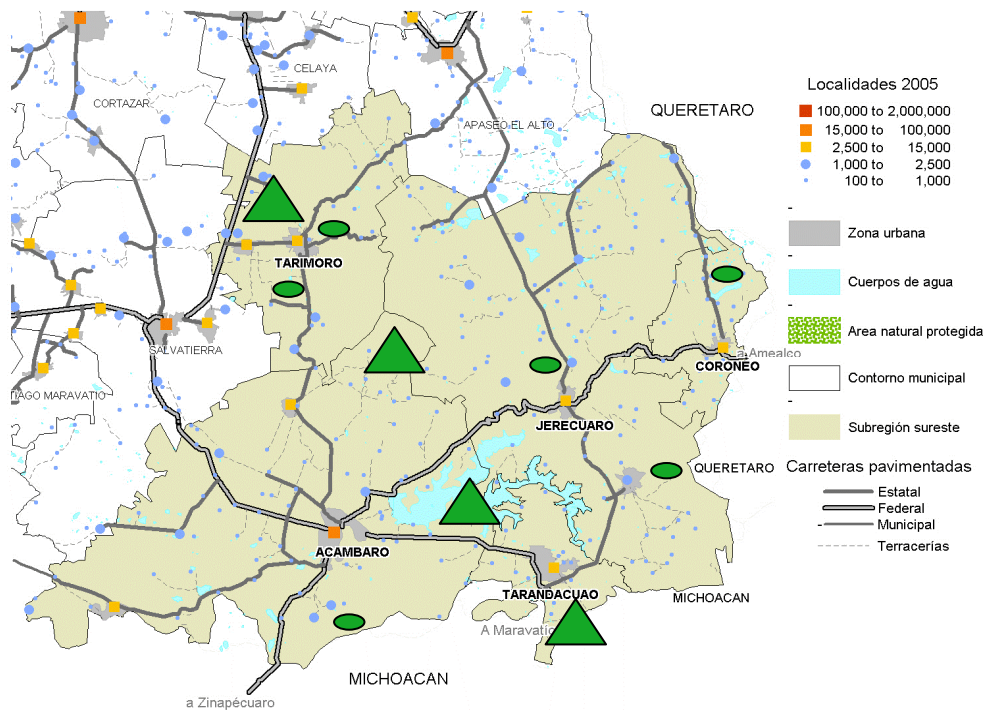 CELAYA
CORTAZAR
APASEO EL ALTO
QUERETARO
TARIMORO
SALVATIERRA
TIAGO MARAVATIO
a Amealco
CORONEO
JERECUARO
QUERETARO
ACAMBARO
TARANDACUAO
MICHOACAN
A Maravatio
MICHOACAN
a Zinapécuaro
Localidades 2005
100,000 to 2,000,000
15,000 to 100,000
2,500 to 15,000
1,000 to 2,500
100 to 1,000
Zona urbana
Cuerpos de agua
Area natural protegida
Contorno municipal
Subregión sureste
Carreteras pavimentadas
Estatal
Federal
Municipal
Terracerías